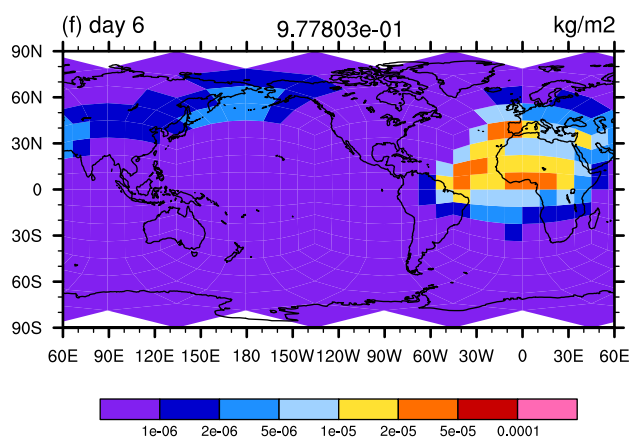 (f) day 6 9.77803e-01 kg/m2
90N
60N
30N
0
30S
60S
90S
60E 90E 120E 150E 180 150W 120W 90W 60W 30W 0 30E 60E
1e-06 2e-06 5e-06 1e-05 2e-05 5e-05 0.0001